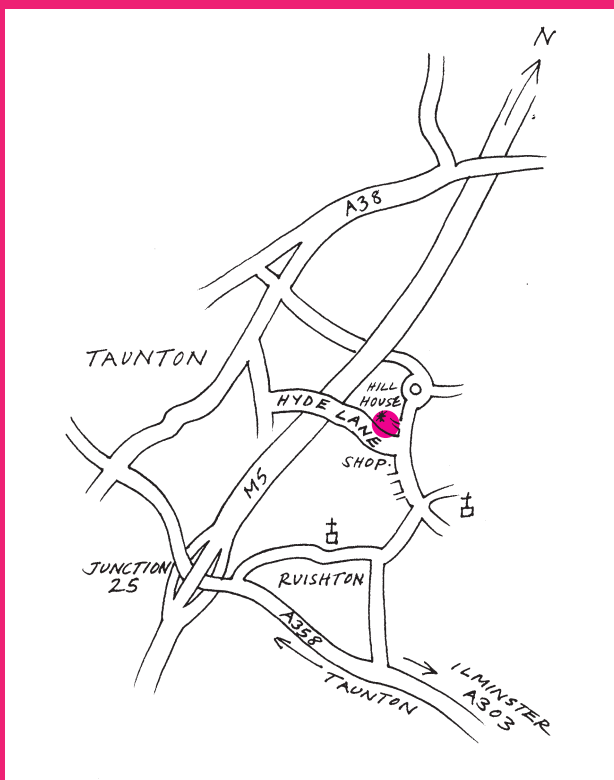 N
A38
TAUNTON
HILL
HOUSE
HYDE LANE
SHOP
M5
JUNCTION
25
RUISHTON
A358
TAUNTON
ILMINSTER
A303